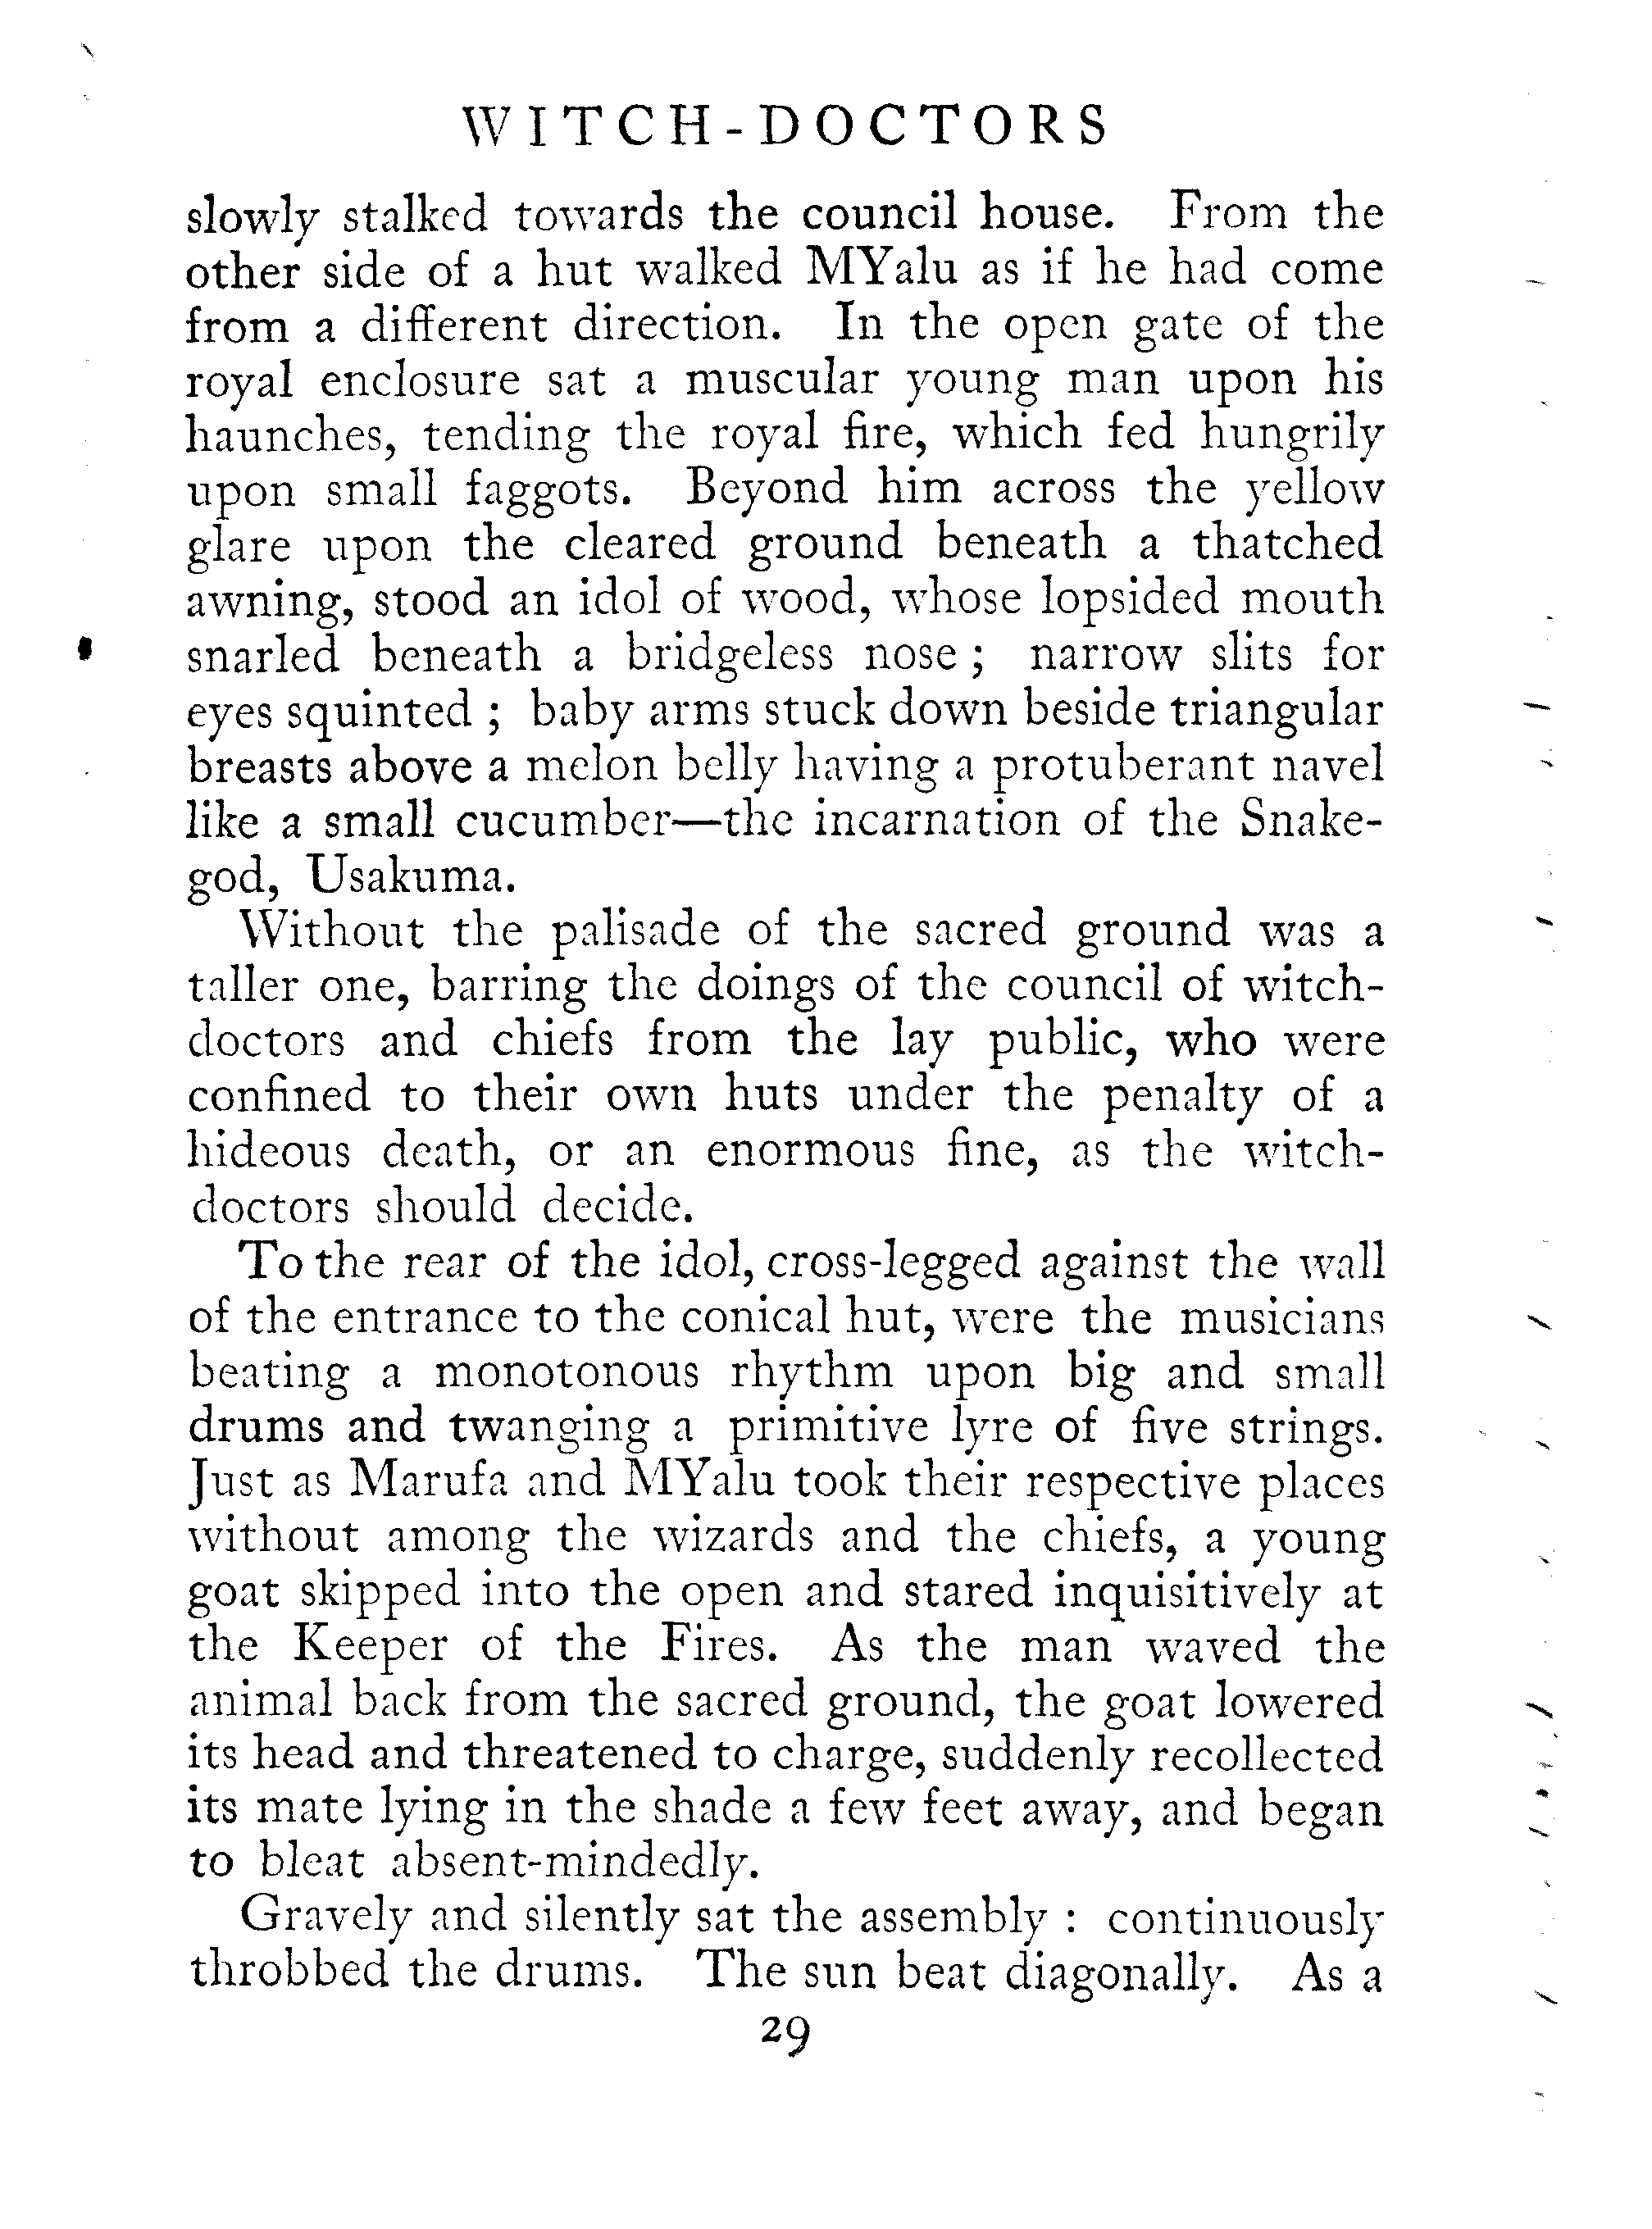 WITCH-DOCTORS
slowly stalked towards the council house. From the
other side of a hut walked MYalu as if he had come
from a different direction. In the open gate of the
royal enclosure sat a muscular young man upon his
haunches, tending the royal fire, which fed hungrily
upon small faggots. Beyond him across the yellow
glare upon the cleared ground beneath a thatched
awning, stood an idol of wood, whose lopsided mouth
snarled beneath a bridgeless nose ; narrow slits for
eyes squinted ; baby arms stuck down beside triangular
breasts above a melon belly having a protuberant navel
like a small cucumber—the incarnation of the Snake-
god, Usakuma.
Without the palisade of the sacred ground was a
taller one, barring the doings of the council of witch-
doctors and chiefs from the lay public, who were
confined to their own huts under the penalty of a
hideous death, or an enormous fine, as the witch-
doctors should decide.
To the rear of the idol, cross-legged against the wall
of the entrance to the conical hut, were the musicians
beating a monotonous rhythm upon big and small
drums and twanging a primitive lyre of five strings.
Just as Marufa and MYalu took their respective places
without among the wizards and the chiefs, a young
goat skipped into the open and stared inquisitively at
the Keeper of the Fires. As the man waved the
animal back from the sacred ground, the goat lowered
its head and threatened to charge, suddenly recollected
its mate lying in the shade a few feet away, and began
to bleat absent-mindedly.
Gravely and silently sat the assembly : continuously
throbbed the drums. The sun beat diagonally. As a
29